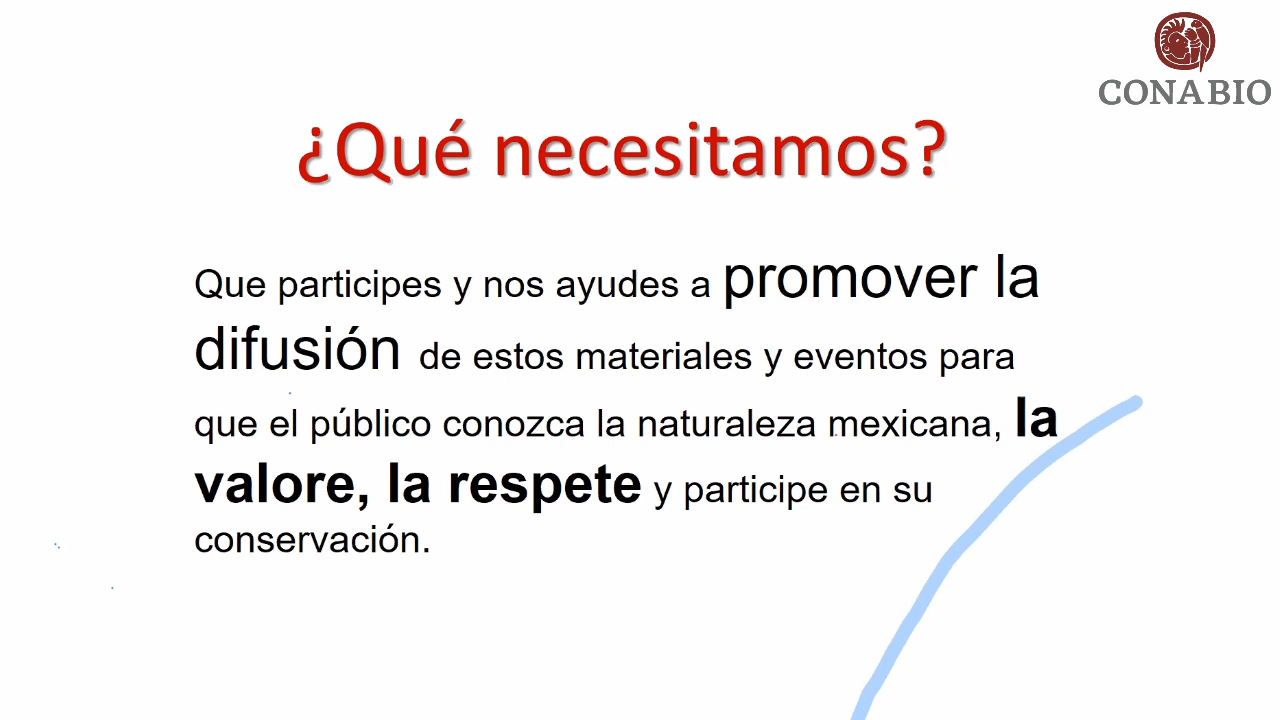 CONABIO
¿Qué necesitamos?
Que participes y nos ayudes a promover la
difusión de estos materiales y eventos para
que el público conozca la naturaleza mexicana, la
valore, la respete y participe en su
conservación.